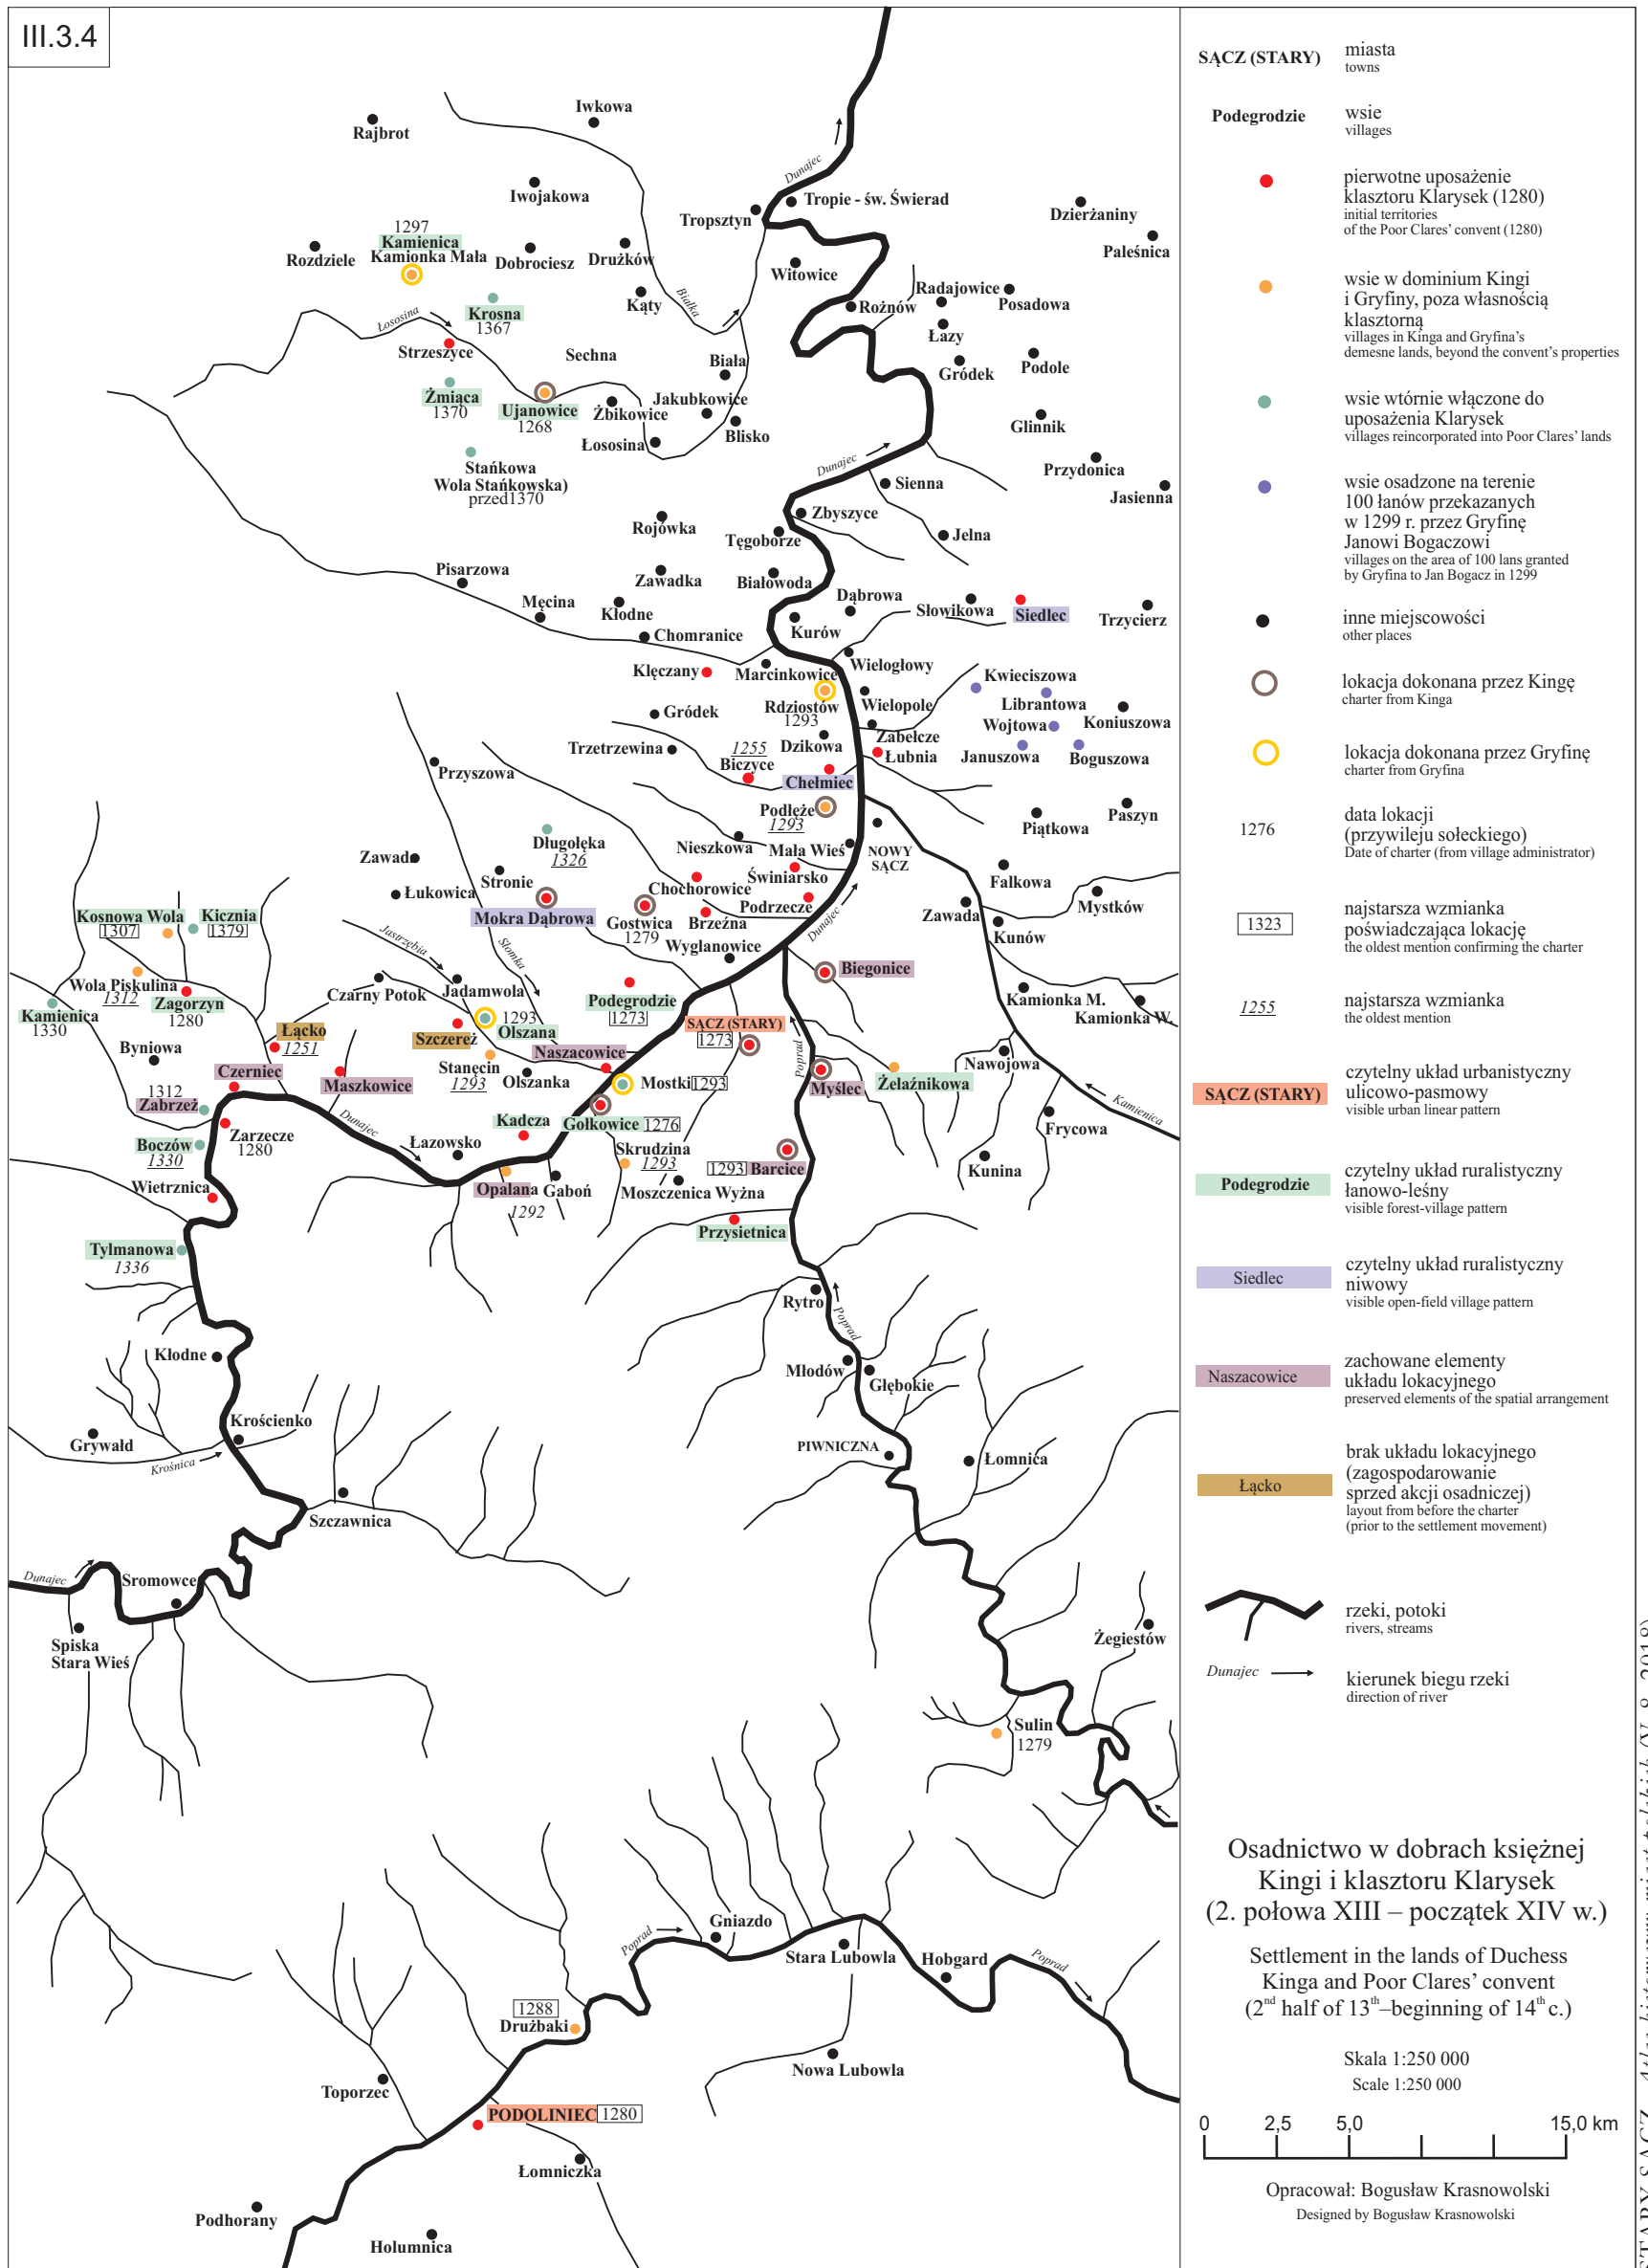 III.3.4
Iwkowa
Rajbrot
Dunajec
Iwojakowa
Tropie - św. Świerad
Tropsztyn
Dzierżaniny
1297
Kamienica
Kamionka Mała
Rozdziele
Dobrociesz
Drużków
Paleśnica
Witowice
Kąty
Białka
Radajowice
Posadowa
Rożnów
Krosna
1367
Łososina
Łazy
Strzeszyce
Sechna
Biała
Gródek
Podole
Żmiąca
1370
Ujanowice
1268
Żbikowice
Jakubkowice
Blisko
Glinnik
Łososina
Stańkowa
Wola Stańkowska)
przed1370
Dunajec
Przydonica
Sienna
Jasienna
Zbyszyce
Rojówka
Tęgoborze
Jelna
Pisarzowa
Zawadka
Białowoda
Męcina
Kłodne
Dąbrowa
Słowikowa
Siedlec
Trzycierz
Chomranice
Kurów
Klęczany
Marcinkowice
Wielogłowy
Rdziostów
1293
Wielopole
Kwieciszowa
Librantowa
Wojtowa
Koniuszowa
Gródek
Zabełcze
Trzetrzewina
Dzikowa
Łubnia
Januszowa
Boguszowa
1255
Biczyce
Przyszowa
Chełmiec
Podłęże
1293
Piątkowa
Paszyn
Długołęka
1326
Nieszkowa
Mała Wieś
NOWY
SĄCZ
Zawada
Stronie
Świniarsko
Falkowa
Łukowica
Chochorowice
Mokra Dąbrowa
Podrzecze
Zawada
Mystków
Kosnowa Wola
1307
Kicznia
1379
Gostwica
1279
Brzeźna
Dunajec
Kunów
Jastrzębia
Słomka
Wyglanowice
Biegonice
Wola Piskulina
1312
Zagorzyn
1280
Czarny Potok
Jadamwola
Kamionka M.
Kamionka W.
Kamienica
1330
Podegrodzie
1273
Łącko
1251
Szczereż
1293
Olszana
SĄCZ (STARY)
1273
Byniowa
Naszacowice
Stanęcin
1293
Olszanka
Poprad
Nawojowa
Czerniec
Maszkowice
Mostki 1293
Myślec
Żelaźnikowa
1312
Zabrzeż
Kamienica
Dunajec
Kadcza
Gołkowice 1276
Frycowa
Zarzecze
1280
Boczów
1330
Łazowsko
Skrudzina
1293
1293 Barcice
Kunina
Wietrznica
Opalana
1292
Gaboń
Moszczenica Wyżna
Przysietnica
Tylmanowa
1336
Rytro
Poprad
Kłodne
Młodów
Głębokie
Krościenko
Grywałd
PIWNICZNA
Krośnica
Łomnica
Szczawnica
Dunajec
Sromowce
Spiska
Stara Wieś
Żegiestów
Sulin
1279
Gniazdo
Poprad
Stara Lubowla
Hobgard
Poprad
1288
Drużbaki
Nowa Lubowla
Toporzec
PODOLINIEC 1280
Łomniczka
Podhorany
Holumnica
SĄCZ (STARY)
miasta
towns
Podegrodzie
wsie
villages
pierwotne uposażenie
klasztoru Klarysek (1280)
initial territories
of the Poor Clares’ convent (1280)
wsie w dominium Kingi
i Gryfiny, poza własnością
klasztorną
villages in Kinga and Gryfina’s
demesne lands, beyond the convent’s properties
wsie wtórnie włączone do
uposażenia Klarysek
villages reincorporated into Poor Clares’ lands
wsie osadzone na terenie
100 łanów przekazanych
w 1299 r. przez Gryfinę
Janowi Bogaczowi
villages on the area of 100 lans granted
by Gryfina to Jan Bogacz in 1299
inne miejscowości
other places
lokacja dokonana przez Kingę
charter from Kinga
lokacja dokonana przez Gryfinę
charter from Gryfina
1276
data lokacji
(przywileju sołeckiego)
Date of charter (from village administrator)
1323
najstarsza wzmianka
poświadczająca lokację
the oldest mention confirming the charter
1255
najstarsza wzmianka
the oldest mention
SĄCZ (STARY)
czytelny układ urbanistyczny
ulicowo-pasmowy
visible urban linear pattern
Podegrodzie
czytelny układ ruralistyczny
łanowo-leśny
visible forest-village pattern
Siedlec
czytelny układ ruralistyczny
niwowy
visible open-field village pattern
Naszacowice
zachowane elementy
układu lokacyjnego
preserved elements of the spatial arrangement
Łącko
brak układu lokacyjnego
(zagospodarowanie
sprzed akcji osadniczej)
layout from before the charter
(prior to the settlement movement)
rzeki, potoki
rivers, streams
Dunajec
kierunek biegu rzeki
direction of river
Osadnictwo w dobrach księżnej
Kingi i klasztoru Klarysek
(2. połowa XIII – początek XIV w.)
Settlement in the lands of Duchess
Kinga and Poor Clares’ convent
(2nd half of 13th–beginning of 14th c.)
Skala 1:250 000
Scale 1:250 000
0 2,5 5,0 15,0 km
Opracował: Bogusław Krasnowolski
Designed by Bogusław Krasnowolski